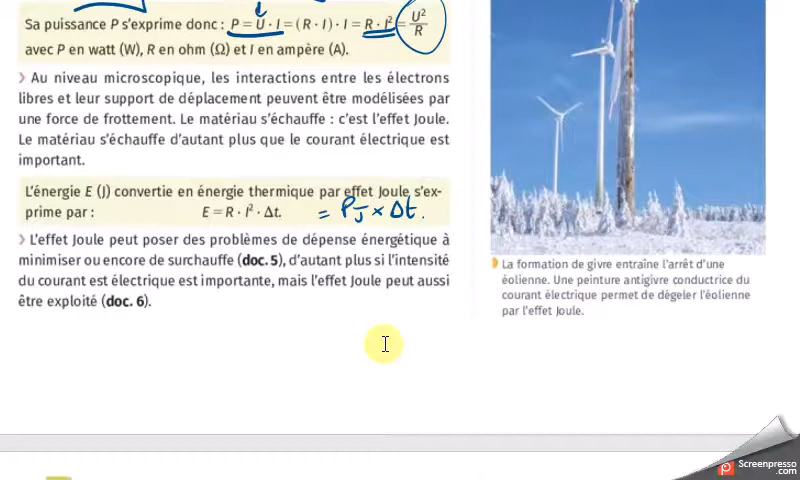 Sa puissance P s'exprime donc : P = U · I = (R · I) · I = R · I² = U²/R
avec P en watt (W), R en ohm (Ω) et I en ampère (A).
❯ Au niveau microscopique, les interactions entre les électrons
libres et leur support de déplacement peuvent être modélisées par
une force de frottement. Le matériau s'échauffe : c'est l'effet Joule.
Le matériau s'échauffe d'autant plus que le courant électrique est
important.
L'énergie E (J) convertie en énergie thermique par effet Joule s'ex-
prime par : E = R · I² · Δt. = PJ × Δt.
❯ L'effet Joule peut poser des problèmes de dépense énergétique à
minimiser ou encore de surchauffe (doc. 5), d'autant plus si l'intensité
du courant est électrique est importante, mais l'effet Joule peut aussi
être exploité (doc. 6).
La formation de givre entraîne l'arrêt d'une
éolienne. Une peinture antigivre conductrice du
courant électrique permet de dégeler l'éolienne
par l'effet Joule.
Screenpresso
.com